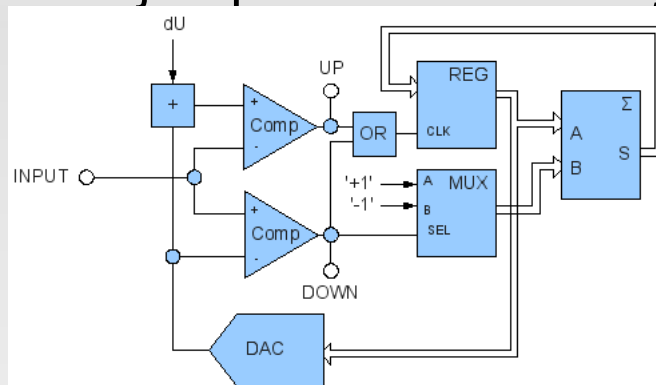 dU
UP
REG
Σ
+
+
Comp
-
OR
CLK
A
B
S
INPUT
'+1'
A
MUX
'-1'
B
+
Comp
-
SEL
DOWN
DAC